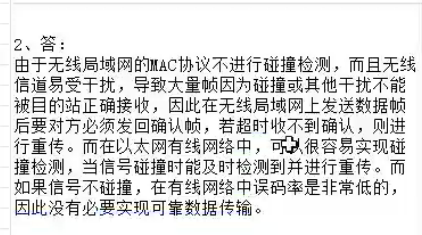 2、答：
由于无线局域网的MAC协议不进行碰撞检测，而且无线
信道易受干扰，导致大量帧因为碰撞或其他干扰不能
被目的站正确接收，因此在无线局域网上发送数据帧
后要对方必须发回确认帧，若超时收不到确认，则进
行重传。而在以太网有线网络中，可以很容易实现碰
撞检测，当信号碰撞时能及时检测到并进行重传。而
如果信号不碰撞，在有线网络中误码率是非常低的，
因此没有必要实现可靠数据传输。